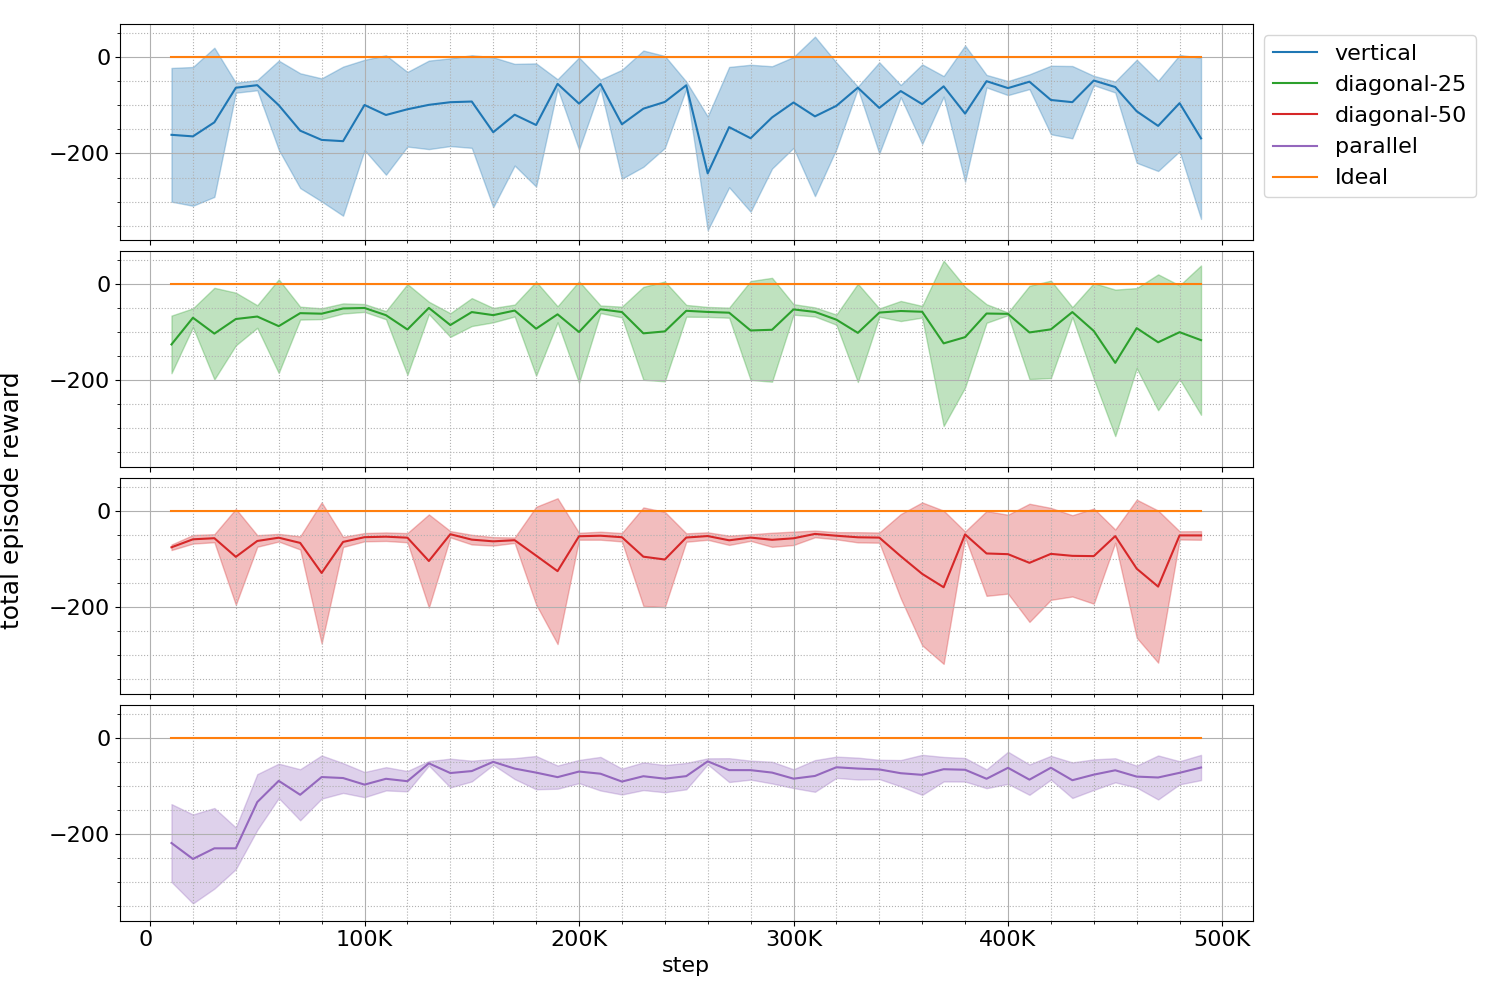 0
−200
vertical
diagonal-25
diagonal-50
parallel
Ideal
0
−200
total episode reward
0
−200
0
−200
0
100K
200K
300K
400K
500K
step